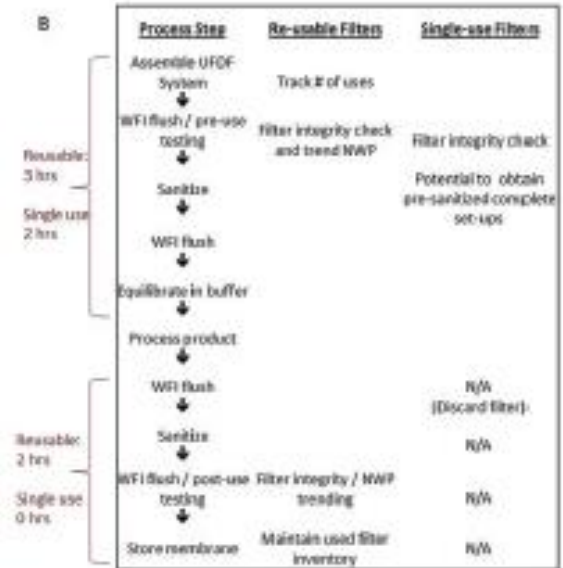 B
Process Step Re-usable Filters Single-use Filters
Assemble UFDF
System Track # of uses
WFI flush / pre-use
testing
Filter integrity check
and trend NWP
Filter integrity check
Reusable:
3 hrs
Sanitize
Potential to obtain
pre-sanitized complete
set-ups
Single use
2 hrs
WFI flush
Equilibrate in buffer
Process product
WFI flush N/A
(Discard filter)
Sanitize N/A
Reusable:
2 hrs
WFI flush / post-use
testing
Filter integrity / NWP
trending
N/A
Single use
0 hrs
Store membrane
Maintain used filter
inventory
N/A